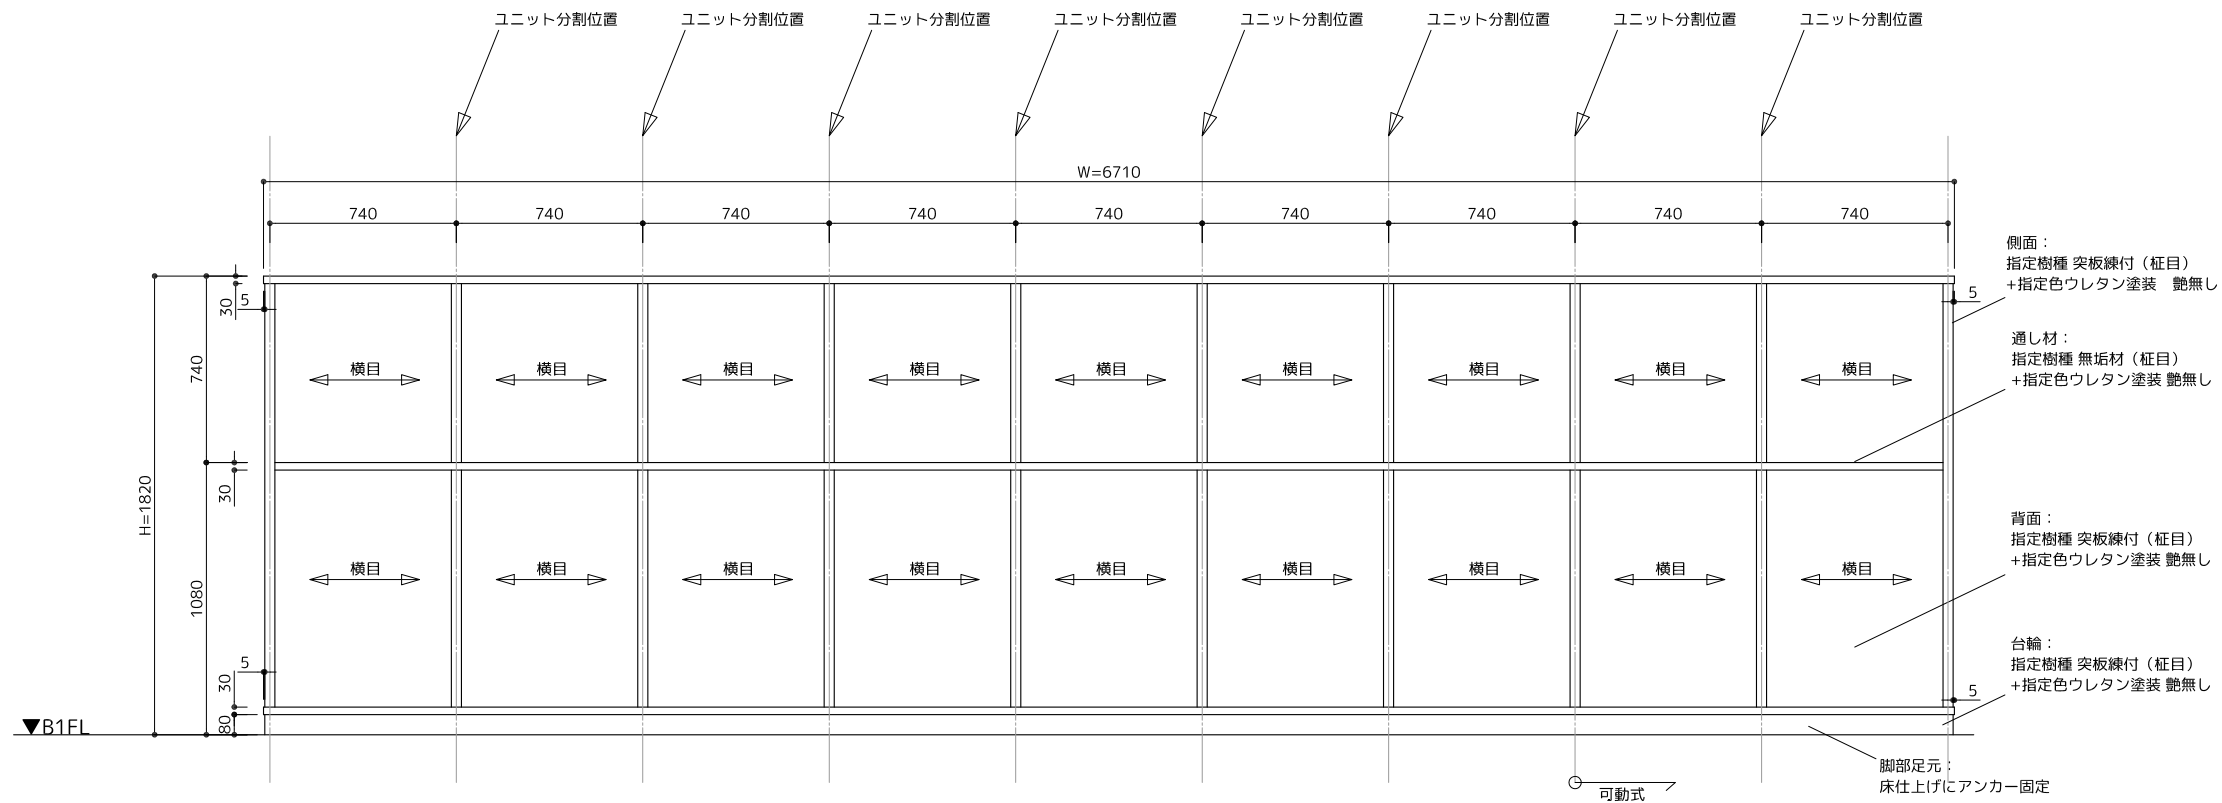 ユニット分割位置
ユニット分割位置
ユニット分割位置
ユニット分割位置
ユニット分割位置
ユニット分割位置
ユニット分割位置
ユニット分割位置
W=6710
740
740
740
740
740
740
740
740
740
側面：
指定樹種 突板練付（柾目）
+指定色ウレタン塗装　艶無し
30
5
5
通し材：
指定樹種 無垢材（柾目）
+指定色ウレタン塗装 艶無し
740
横目
横目
横目
横目
横目
横目
横目
横目
横目
H=1820
30
背面：
指定樹種 突板練付（柾目）
+指定色ウレタン塗装 艶無し
1080
横目
横目
横目
横目
横目
横目
横目
横目
横目
台輪：
指定樹種 突板練付（柾目）
+指定色ウレタン塗装 艶無し
5
30
5
80
▼B1FL
脚部足元：
床仕上げにアンカー固定
可動式